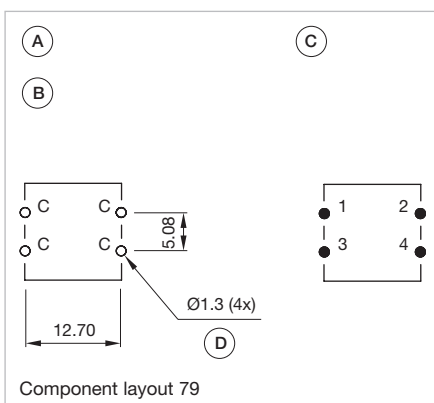 A
C
B
C C
C C
5.08
1 2
3 4
Ø1.3 (4x)
12.70
D
Component layout 79